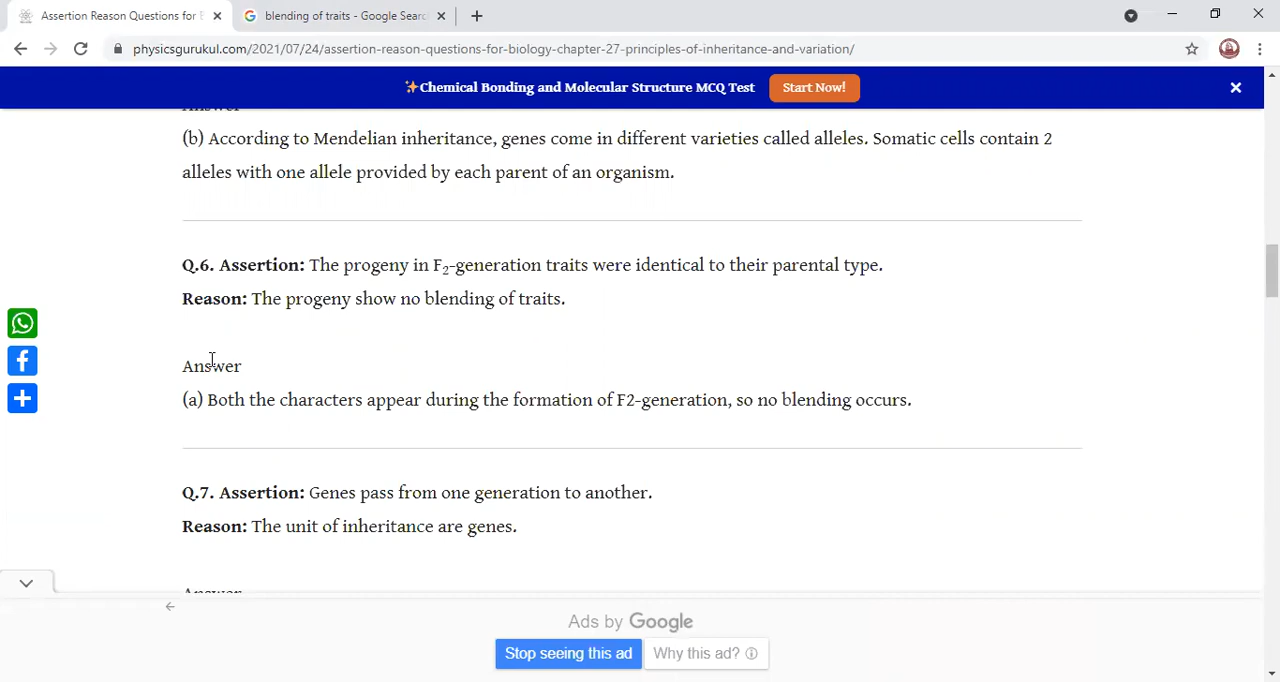 Assertion Reason Questions for B
blending of traits - Google Searc
physicsgurukul.com/2021/07/24/assertion-reason-questions-for-biology-chapter-27-principles-of-inheritance-and-variation/
✨Chemical Bonding and Molecular Structure MCQ Test Start Now!
Answer
(b) According to Mendelian inheritance, genes come in different varieties called alleles. Somatic cells contain 2
alleles with one allele provided by each parent of an organism.
Q.6. Assertion: The progeny in F₂-generation traits were identical to their parental type.
Reason: The progeny show no blending of traits.
Answer
(a) Both the characters appear during the formation of F2-generation, so no blending occurs.
Q.7. Assertion: Genes pass from one generation to another.
Reason: The unit of inheritance are genes.
Answer
Ads by Google
Stop seeing this ad Why this ad?